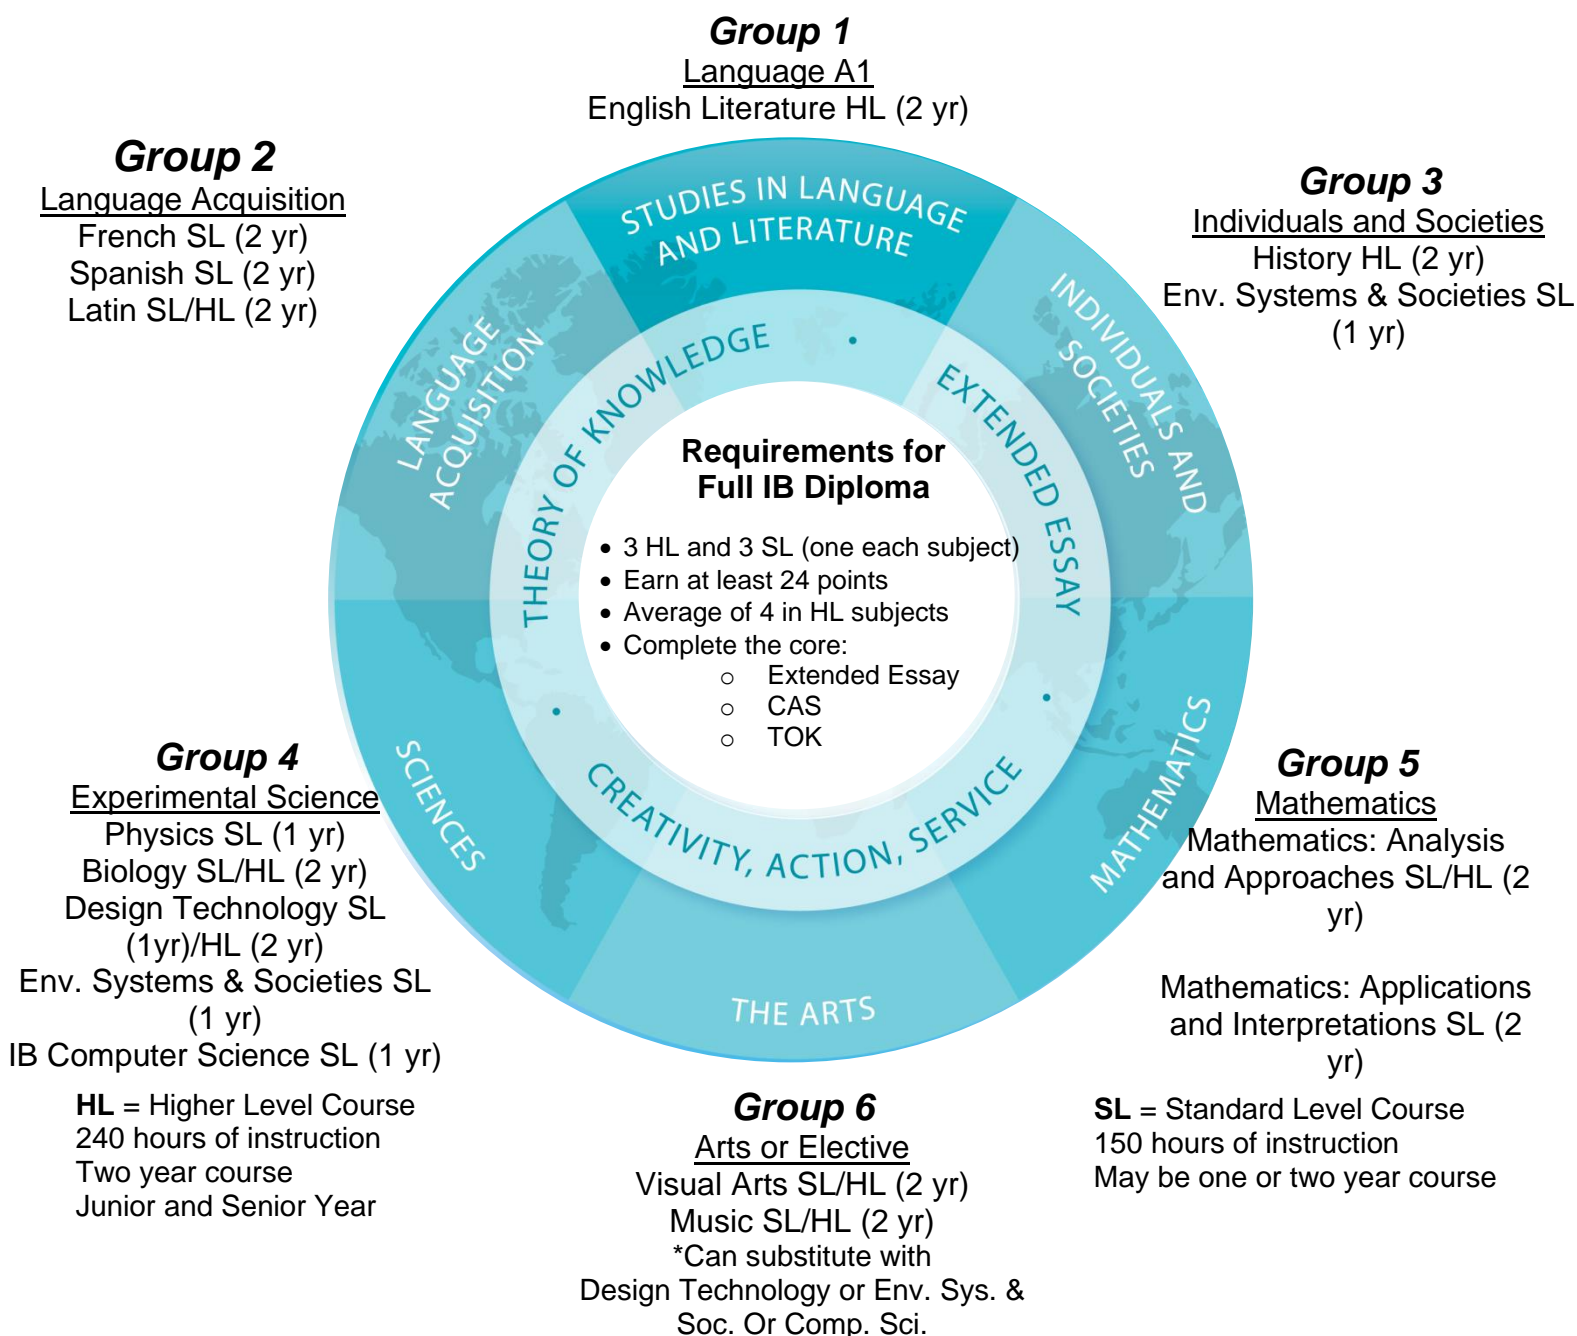 Group 1
Language A1
English Literature HL (2 yr)
Group 2
Language Acquisition
French SL (2 yr)
Spanish SL (2 yr)
Latin SL/HL (2 yr)
Group 3
Individuals and Societies
History HL (2 yr)
Env. Systems & Societies SL
(1 yr)
STUDIES IN LANGUAGE
AND LITERATURE
LANGUAGE
ACQUISITION
INDIVIDUALS AND
SOCIETIES
THEORY OF KNOWLEDGE
EXTENDED ESSAY
Requirements for
Full IB Diploma
• 3 HL and 3 SL (one each subject)
• Earn at least 24 points
• Average of 4 in HL subjects
• Complete the core:
o Extended Essay
o CAS
o TOK
CREATIVITY, ACTION, SERVICE
SCIENCES
MATHEMATICS
THE ARTS
Group 4
Experimental Science
Physics SL (1 yr)
Biology SL/HL (2 yr)
Design Technology SL
(1yr)/HL (2 yr)
Env. Systems & Societies SL
(1 yr)
IB Computer Science SL (1 yr)
Group 5
Mathematics
Mathematics: Analysis
and Approaches SL/HL (2
yr)
Mathematics: Applications
and Interpretations SL (2
yr)
HL = Higher Level Course
240 hours of instruction
Two year course
Junior and Senior Year
Group 6
Arts or Elective
Visual Arts SL/HL (2 yr)
Music SL/HL (2 yr)
*Can substitute with
Design Technology or Env. Sys. &
Soc. Or Comp. Sci.
SL = Standard Level Course
150 hours of instruction
May be one or two year course